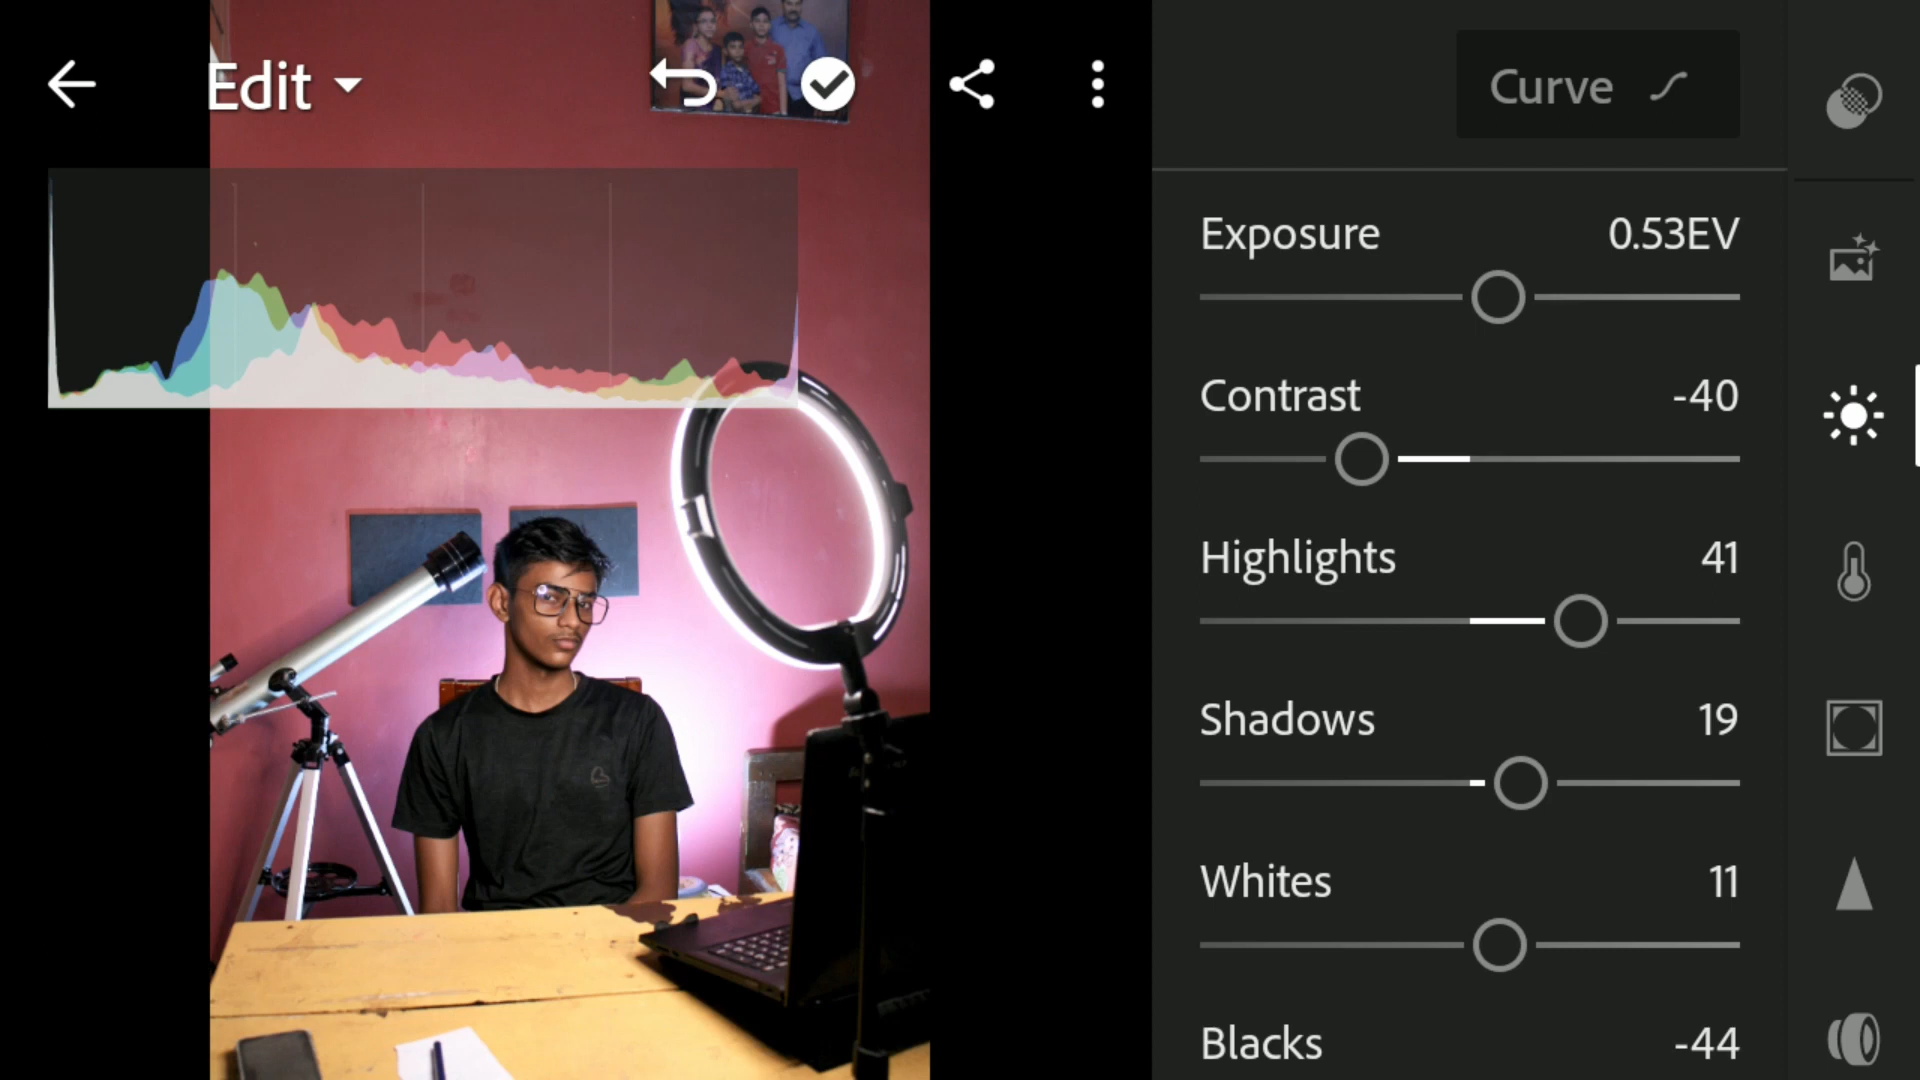 Edit
Curve
Exposure 0.53EV
Contrast -40
Highlights 41
Shadows 19
Whites 11
Blacks -44